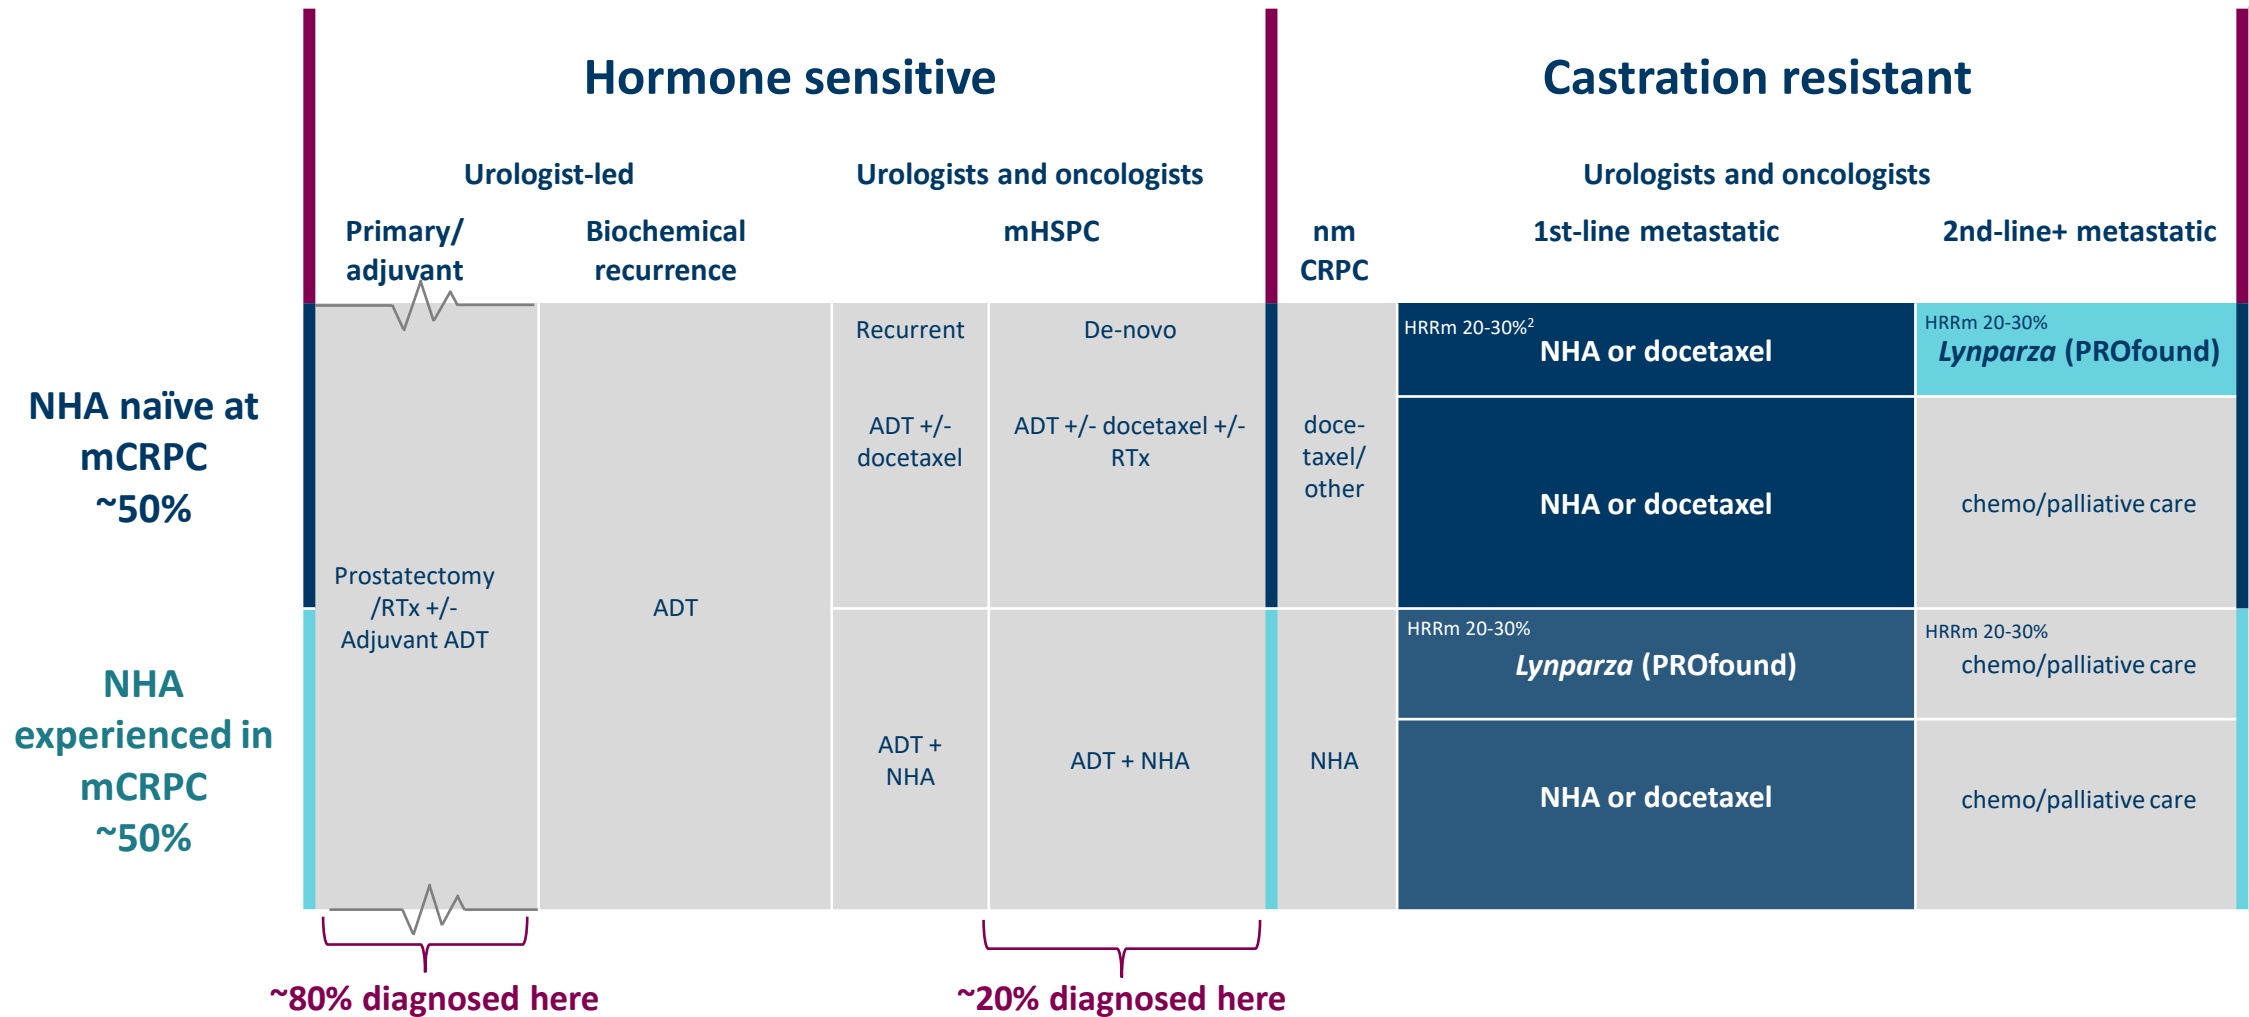 Hormone sensitive
Castration resistant
Urologist-led
Urologists and oncologists
Urologists and oncologists
Primary/
adjuvant
Biochemical
recurrence
mHSPC
nm
CRPC
1st-line metastatic
2nd-line+ metastatic
NHA naïve at
mCRPC
~50%
Recurrent
De-novo
ADT +/-
docetaxel
ADT +/- docetaxel +/-
RTx
doce-
taxel/
other
HRRm 20-30%²
NHA or docetaxel
HRRm 20-30%
Lynparza (PROfound)
NHA or docetaxel
chemo/palliative care
Prostatectomy
/RTx +/-
Adjuvant ADT
ADT
NHA
experienced in
mCRPC
~50%
ADT +
NHA
ADT + NHA
NHA
HRRm 20-30%
Lynparza (PROfound)
HRRm 20-30%
chemo/palliative care
NHA or docetaxel
chemo/palliative care
~80% diagnosed here
~20% diagnosed here